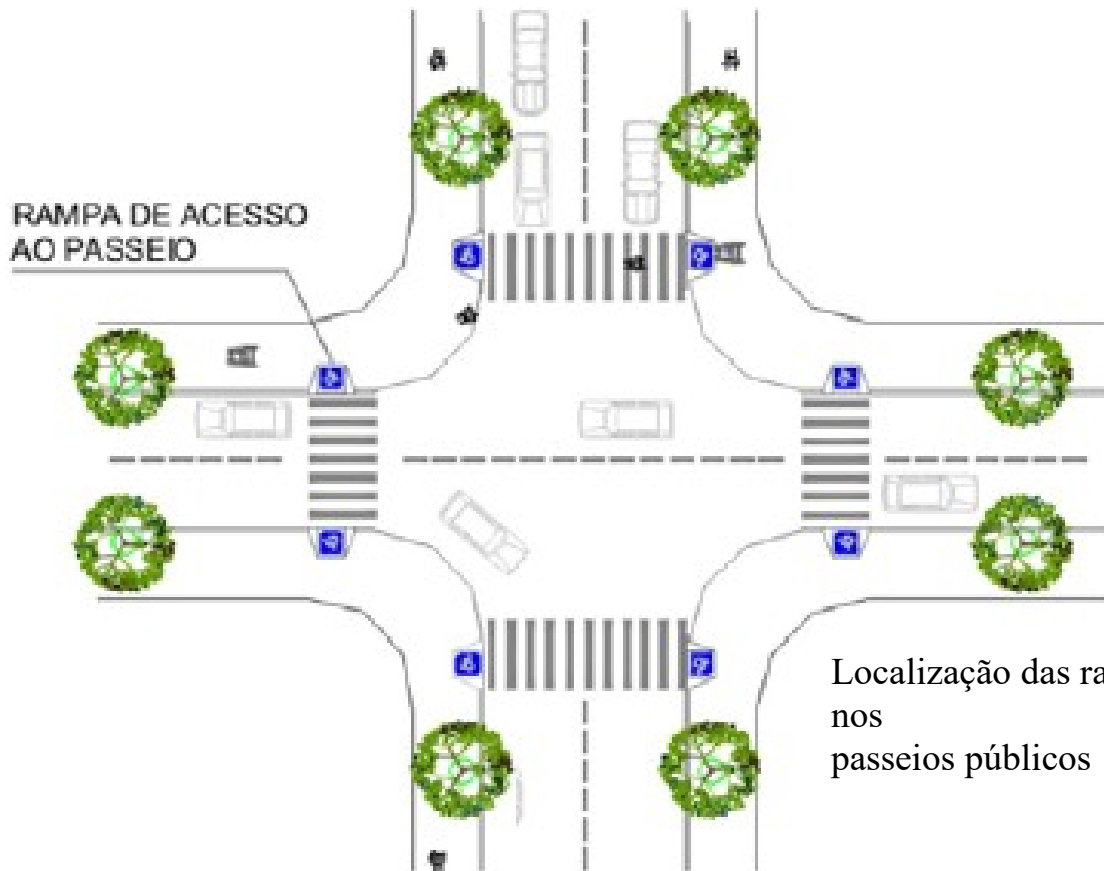 RAMPA DE ACESSO
AO PASSEIO
Localização das ra
nos
passeios públicos